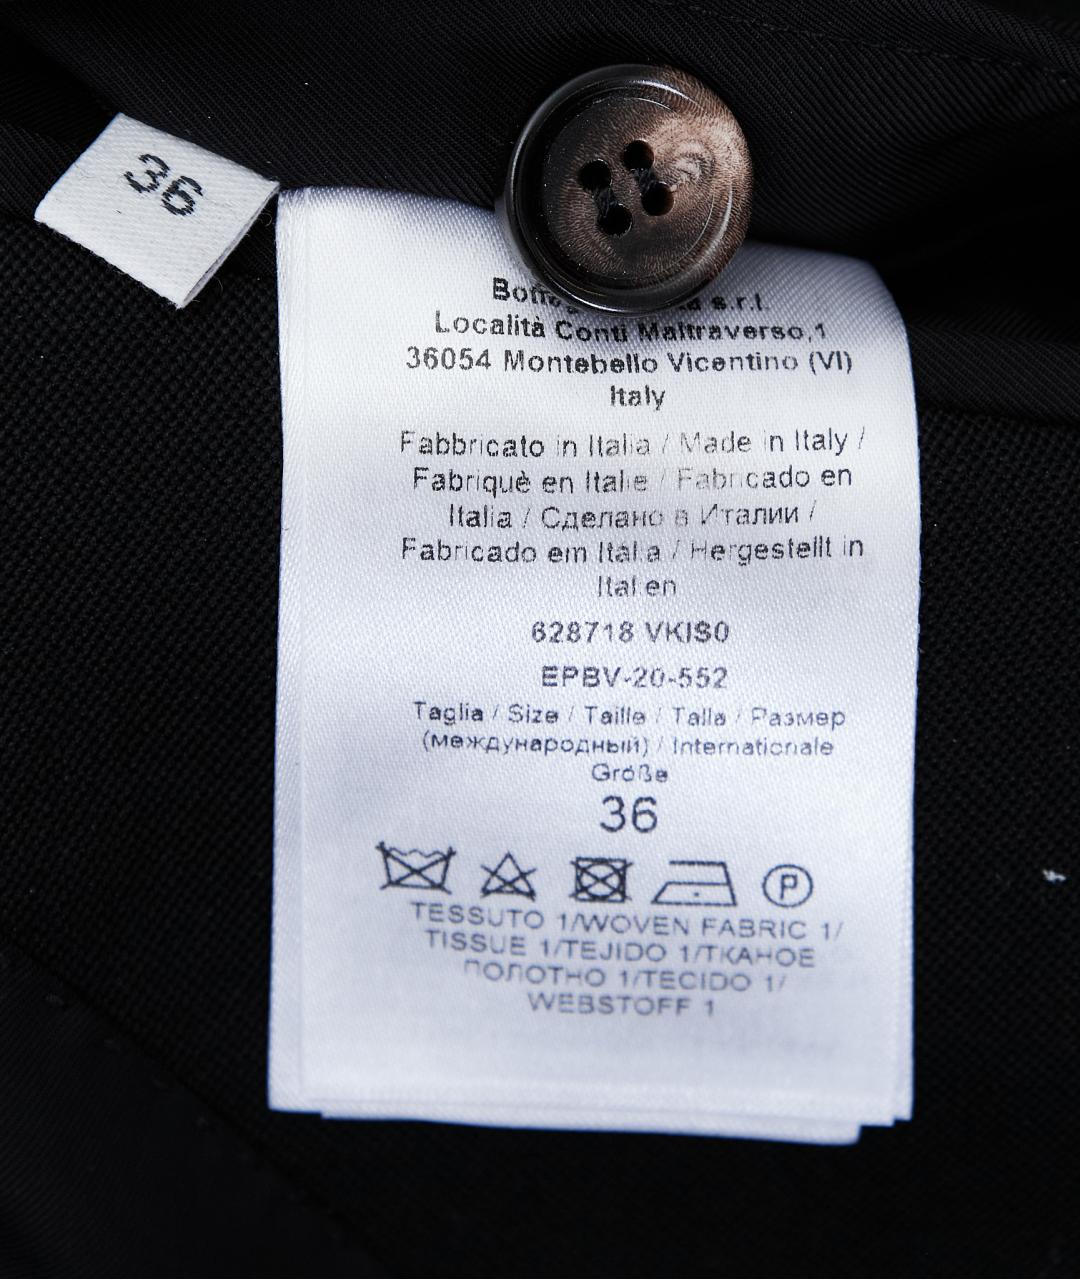 36
s.r.l.
Località Conti Maltraverso,1
36054 Montebello Vicentino (VI)
Italy
Fabbricato in Italia / Made in Italy /
Fabriquè en Italie / Fabricado en
Italia / Сделано в Италии /
Fabricado em Italia / Hergestellt in
Italien
628718 VKIS0
EPBV-20-552
Taglia / Size / Taille / Talla / Размер
(международный) / Internationale
Größe
36
P
TESSUTO 1/WOVEN FABRIC 1/
TISSUE 1/TEJIDO 1/TKAHOE
ПОЛОТНО 1/TECIDO 1/
WEBSTOFF 1